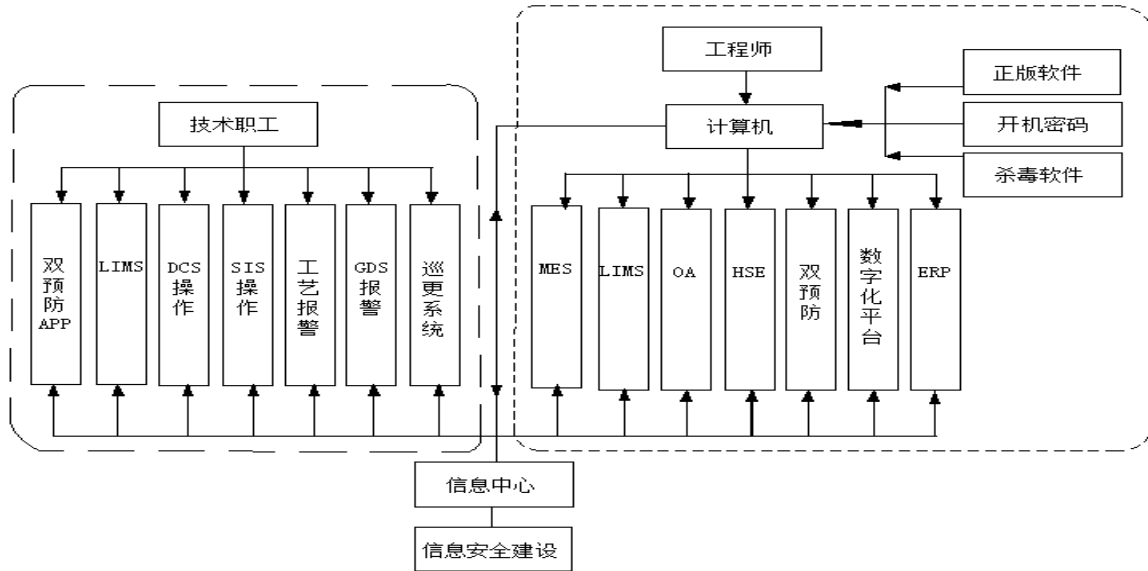 工程师
正版软件
技术职工
计算机
开机密码
杀毒软件
双预防APP
LIMS
DCS操作
SIS操作
工艺报警
GDS报警
巡更系统
MES
LIMS
OA
HSE
双预防
数字化平台
ERP
信息中心
信息安全建设